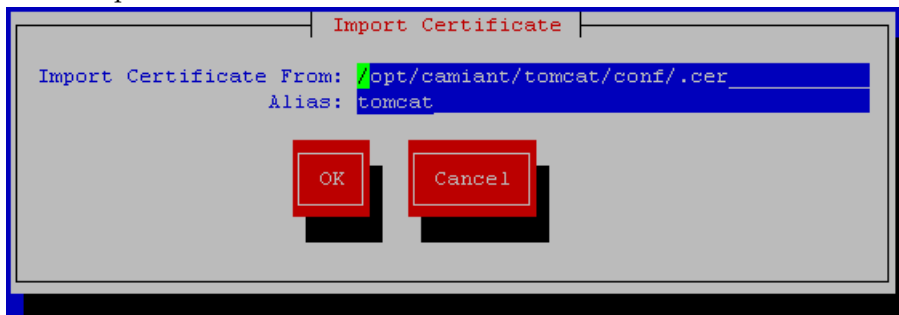 Import Certificate
Import Certificate From: /opt/camiant/tomcat/conf/.cer
Alias: tomcat
OK Cancel